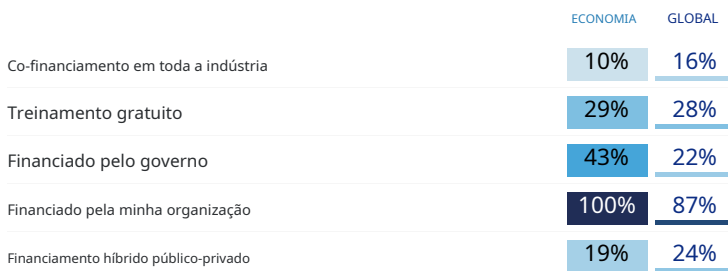 ECONOMIA GLOBAL
Co-financiamento em toda a indústria 10% 16%
Treinamento gratuito 29% 28%
Financiado pelo governo 43% 22%
Financiado pela minha organização 100% 87%
Financiamento híbrido público-privado 19% 24%